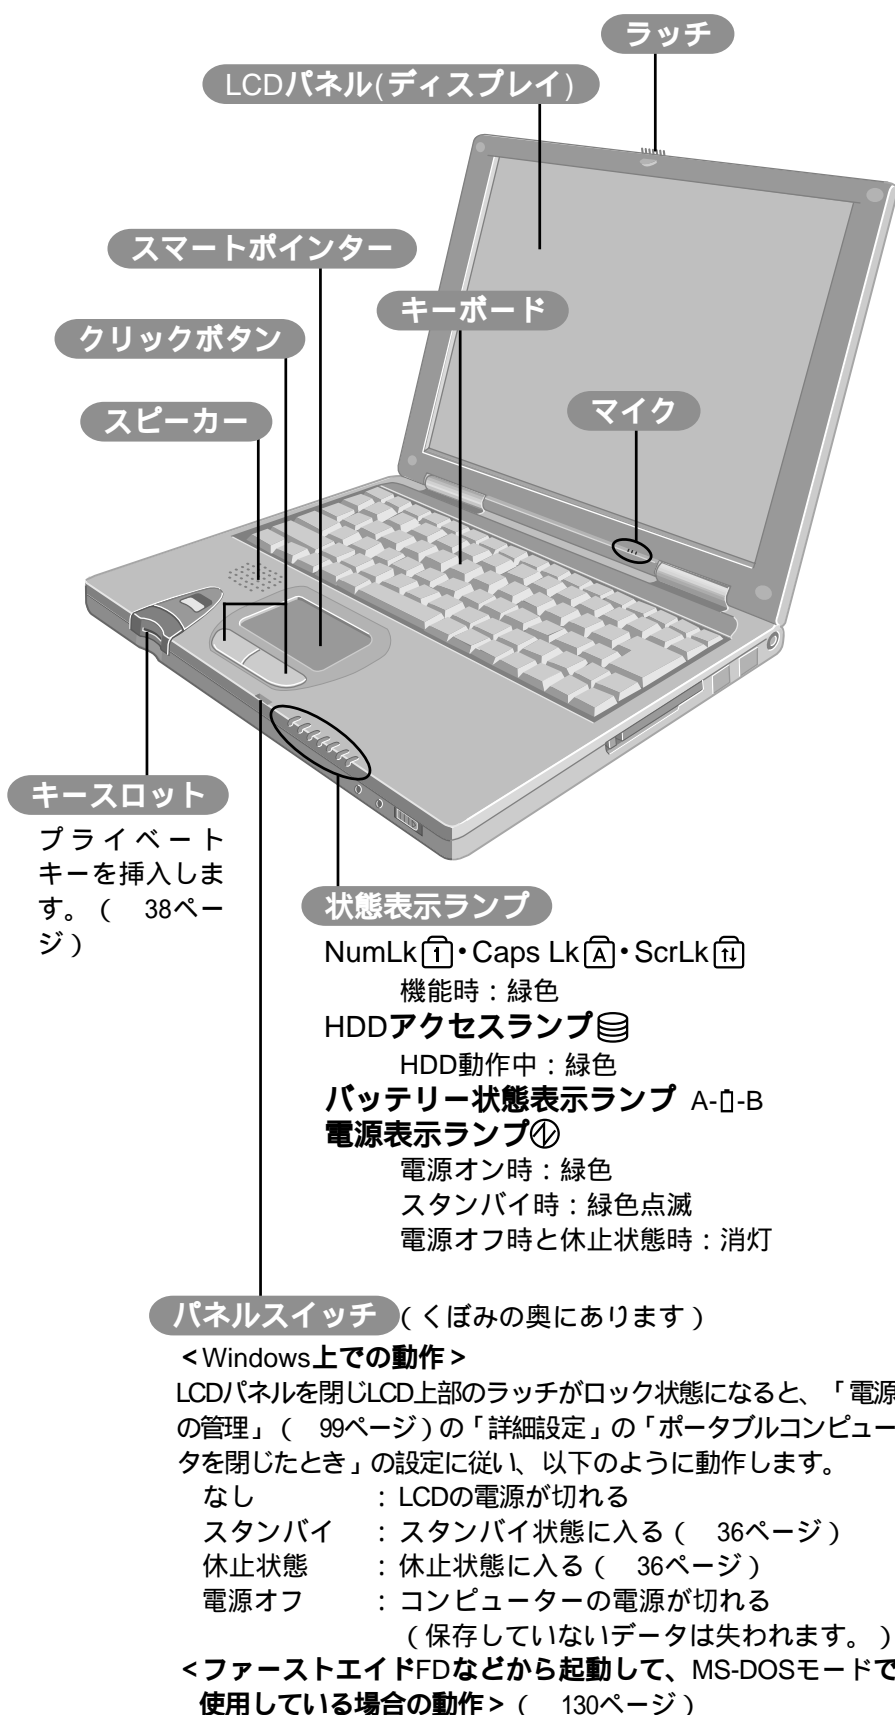 ラッチ
LCDパネル(ディスプレイ)
スマートポインター
キーボード
クリックボタン
マイク
スピーカー
キースロット
プライベート
キーを挿入しま
す。(　38ペー
ジ)
状態表示ランプ
NumLk 1・Caps Lk A・ScrLk ↑↓
機能時：緑色
HDDアクセスランプ
HDD動作中：緑色
バッテリー状態表示ランプ A-▯-B
電源表示ランプ
電源オン時：緑色
スタンバイ時：緑色点滅
電源オフ時と休止状態時：消灯
パネルスイッチ(くぼみの奥にあります)
<Windows上での動作>
LCDパネルを閉じLCD上部のラッチがロック状態になると、「電源
の管理」(　99ページ)の「詳細設定」の「ポータブルコンピュー
タを閉じたとき」の設定に従い、以下のように動作します。
なし　：LCDの電源が切れる
スタンバイ　：スタンバイ状態に入る(　36ページ)
休止状態　：休止状態に入る(　36ページ)
電源オフ　：コンピューターの電源が切れる
(保存していないデータは失われます。)
<ファーストエイドFDなどから起動して、MS-DOSモードで
使用している場合の動作>(　130ページ)